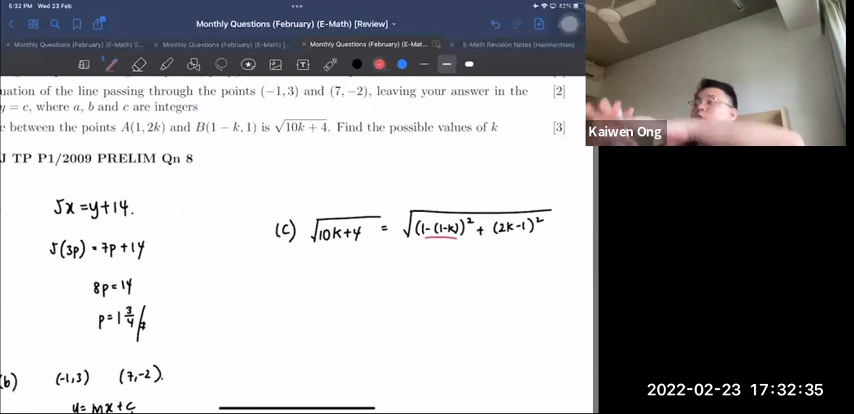 5:32 PM Wed 23 Feb
42%
Monthly Questions (February) (E-Math) [Review]
Monthly Questions (February) (E-Math) S...
Monthly Questions (February) (E-Math) [...
Monthly Questions (February) (E-Mat...
E-Math Revision Notes (Handwritten)
uation of the line passing through the points (−1, 3) and (7, −2), leaving your answer in the [2]
y = c, where a, b and c are integers
e between the points A(1, 2k) and B(1 − k, 1) is √(10k + 4). Find the possible values of k [3]
J TP P1/2009 PRELIM Qn 8
5x = y + 14.
5(3p) = 7p + 14
8p = 14
p = 1 3/4
(c) √(10k+4) = √((1-(1-k))² + (2k-1)²)
b) (-1,3) (7,-2).
y = mx + c
Kaiwen Ong
2022-02-23 17:32:35